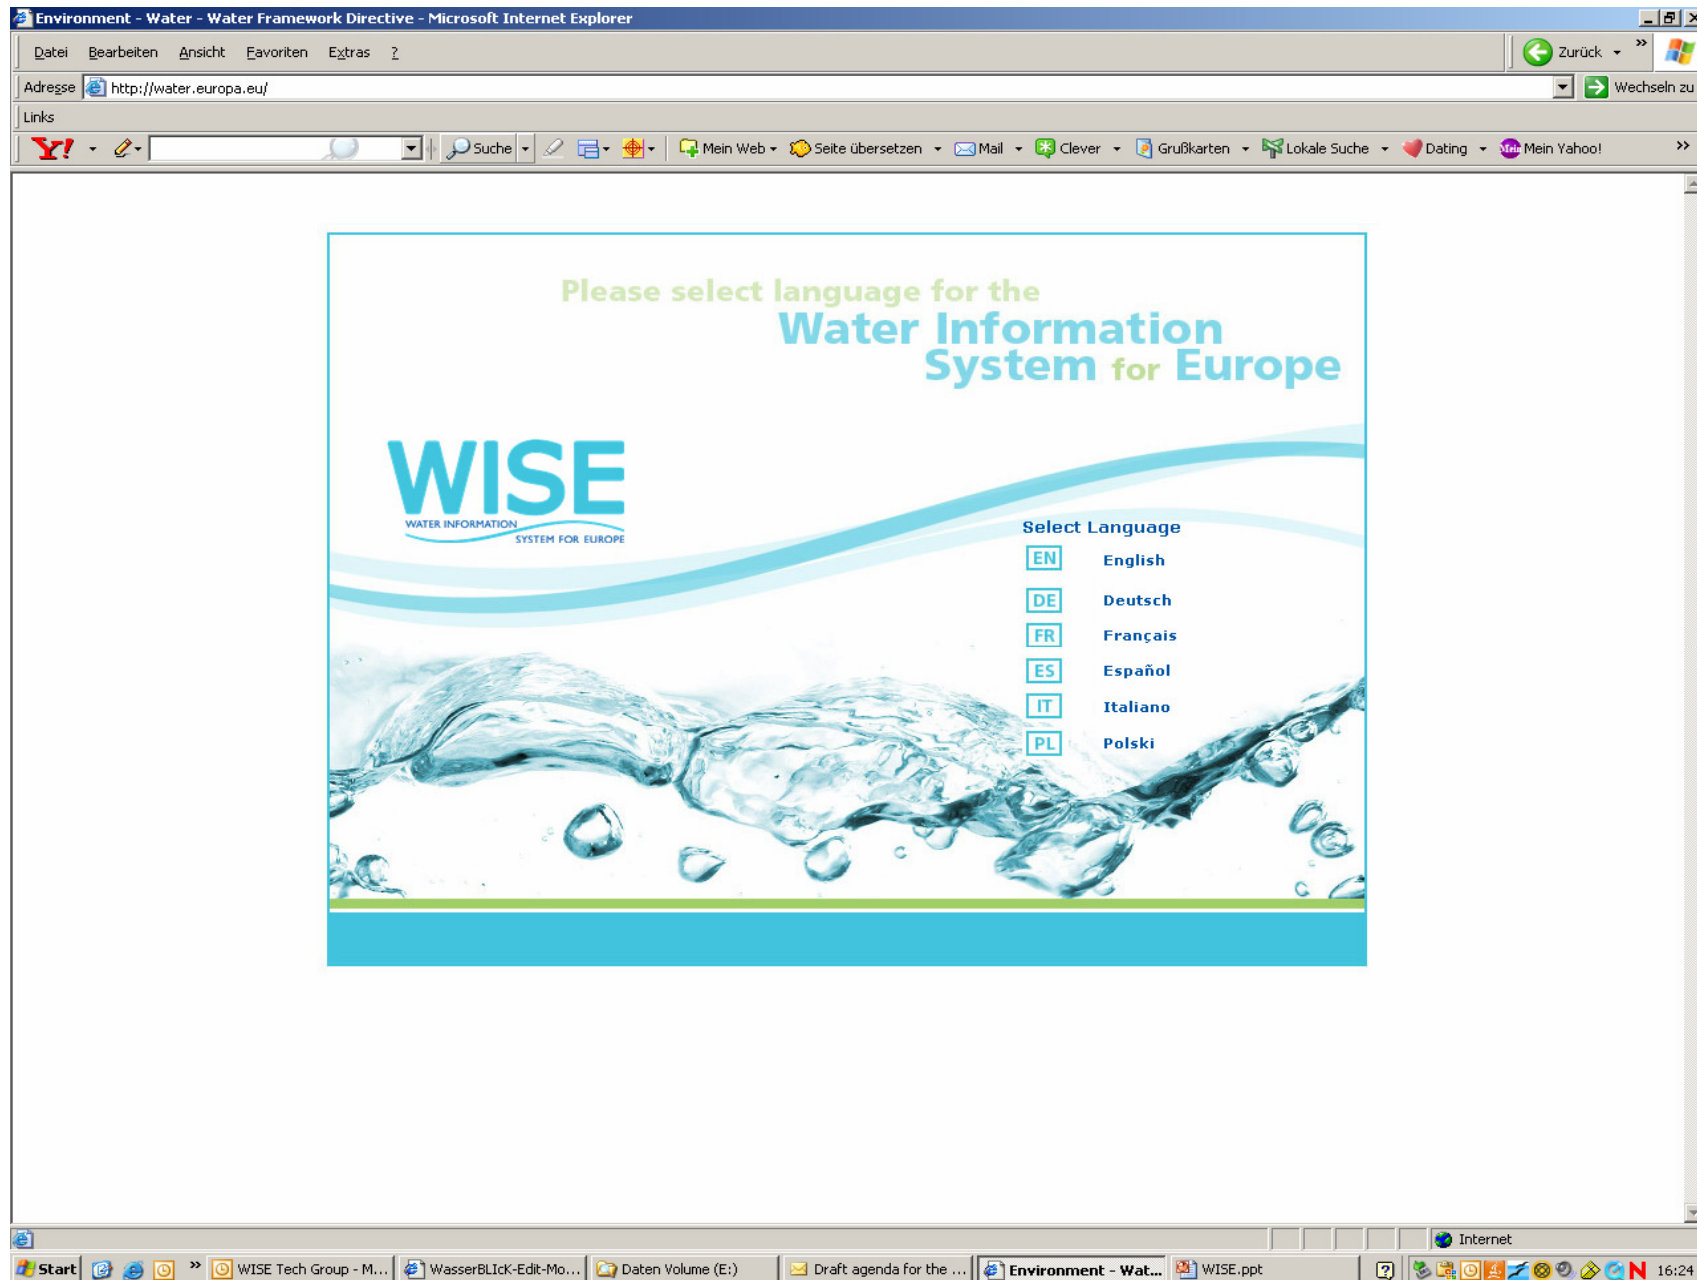 Environment - Water - Water Framework Directive - Microsoft Internet Explorer
Datei Bearbeiten Ansicht Favoriten Extras ? Zurück
Adresse http://water.europa.eu/ Wechseln zu
Links
Y! Suche Mein Web Seite übersetzen Mail Clever Grußkarten Lokale Suche Dating Mein Yahoo!
Please select language for the
Water Information
System for Europe
WISE
WATER INFORMATION
SYSTEM FOR EUROPE
Select Language
EN English
DE Deutsch
FR Français
ES Español
IT Italiano
PL Polski
Internet
Start WISE Tech Group - M... WasserBLIcK-Edit-Mo... Daten Volume (E:) Draft agenda for the ... Environment - Wat... WISE.ppt 16:24